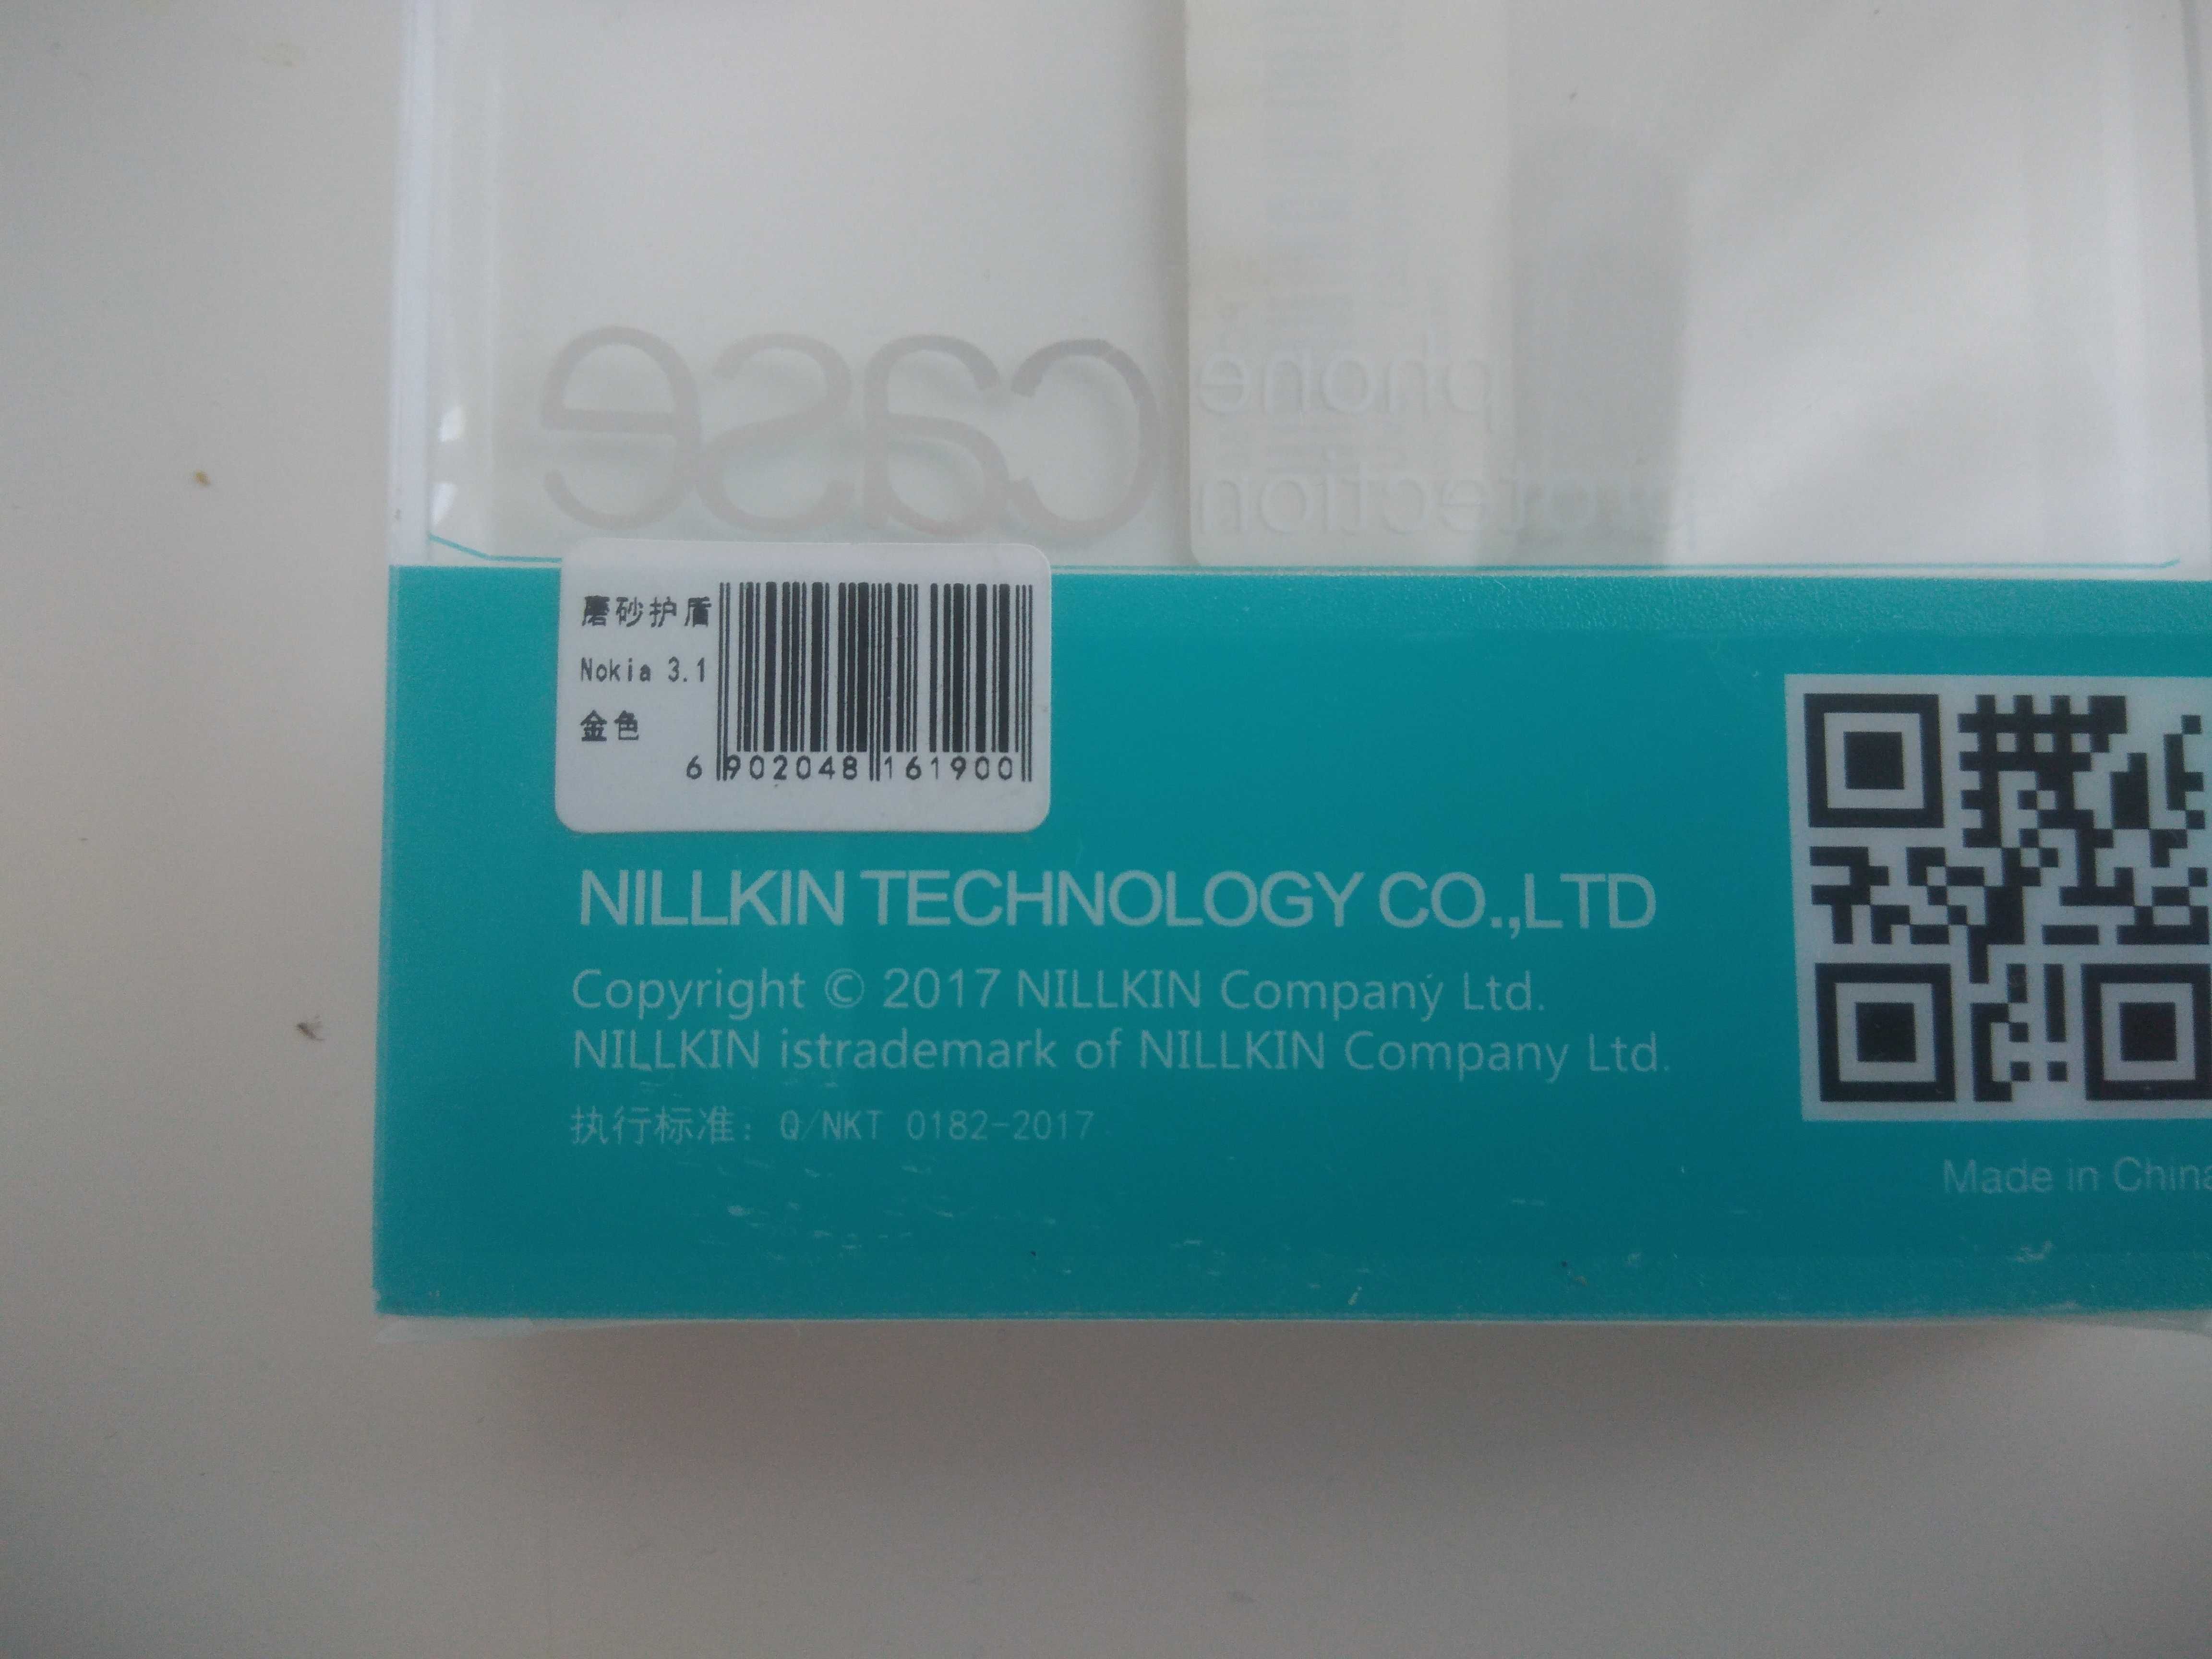 case
phone
protection
磨砂护盾
Nokia 3.1
金色
6 902048 161900
NILLKIN TECHNOLOGY CO.,LTD
Copyright © 2017 NILLKIN Company Ltd.
NILLKIN istrademark of NILLKIN Company Ltd.
执行标准: Q/NKT 0182-2017
Made in China